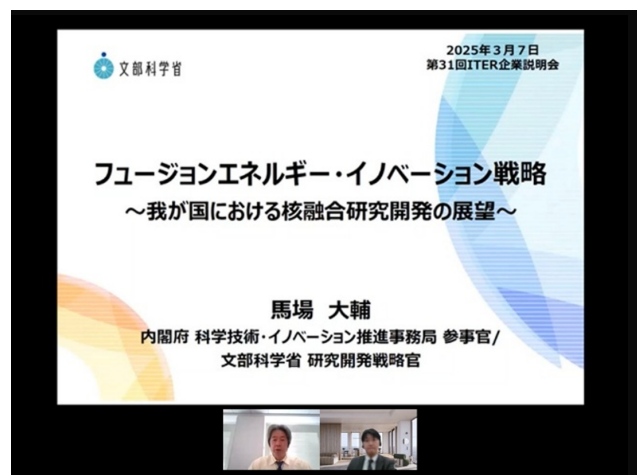 文部科学省
2025年3月7日
第31回ITER企業説明会
フュージョンエネルギー・イノベーション戦略
～我が国における核融合研究開発の展望～
馬場 大輔
内閣府 科学技術・イノベーション推進事務局 参事官/
文部科学省 研究開発戦略官